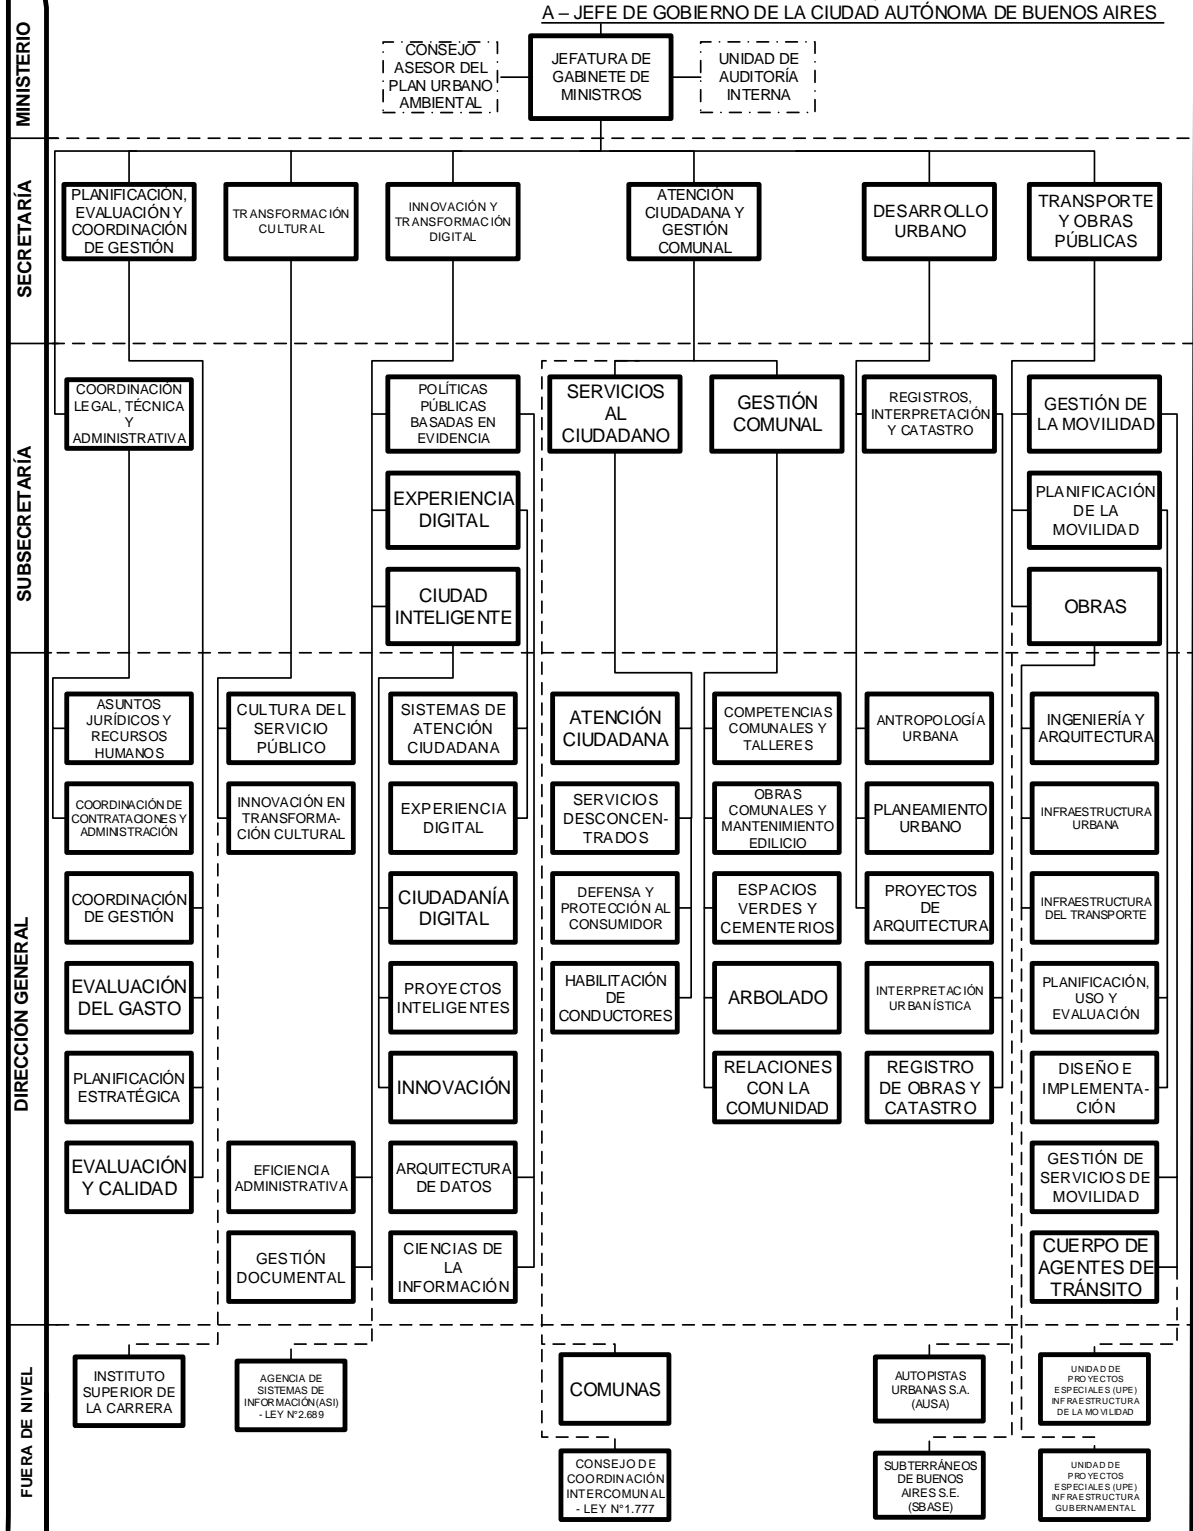 A – JEFE DE GOBIERNO DE LA CIUDAD AUTÓNOMA DE BUENOS AIRES
MINISTERIO
CONSEJO
ASESOR DEL
PLAN URBANO
AMBIENTAL
JEFATURA DE
GABINETE DE
MINISTROS
UNIDAD DE
AUDITORÍA
INTERNA
SECRETARÍA
PLANIFICACIÓN,
EVALUACIÓN Y
COORDINACIÓN
DE GESTIÓN
TRANSFORMACIÓN
CULTURAL
INNOVACIÓN Y
TRANSFORMACIÓN
DIGITAL
ATENCIÓN
CIUDADANA Y
GESTIÓN
COMUNAL
DESARROLLO
URBANO
TRANSPORTE
Y OBRAS
PÚBLICAS
SUBSECRETARÍA
COORDINACIÓN
LEGAL, TÉCNICA
Y
ADMINISTRATIVA
POLÍTICAS
PÚBLICAS
BASADAS EN
EVIDENCIA
SERVICIOS
AL
CIUDADANO
GESTIÓN
COMUNAL
REGISTROS,
INTERPRETACIÓN
Y CATASTRO
GESTIÓN DE
LA MOVILIDAD
EXPERIENCIA
DIGITAL
PLANIFICACIÓN
DE LA
MOVILIDAD
CIUDAD
INTELIGENTE
OBRAS
DIRECCIÓN GENERAL
ASUNTOS
JURÍDICOS Y
RECURSOS
HUMANOS
CULTURA DEL
SERVICIO
PÚBLICO
SISTEMAS DE
ATENCIÓN
CIUDADANA
ATENCIÓN
CIUDADANA
COMPETENCIAS
COMUNALES Y
TALLERES
ANTROPOLOGÍA
URBANA
INGENIERÍA Y
ARQUITECTURA
COORDINACIÓN DE
CONTRATACIONES Y
ADMINISTRACIÓN
INNOVACIÓN EN
TRANSFORMA-
CIÓN CULTURAL
EXPERIENCIA
DIGITAL
SERVICIOS
DESCONCEN-
TRADOS
OBRAS
COMUNALES Y
MANTENIMIENTO
EDILICIO
PLANEAMIENTO
URBANO
INFRAESTRUCTURA
URBANA
COORDINACIÓN
DE GESTIÓN
CIUDADANÍA
DIGITAL
DEFENSA Y
PROTECCIÓN AL
CONSUMIDOR
ESPACIOS
VERDES Y
CEMENTERIOS
PROYECTOS
DE
ARQUITECTURA
INFRAESTRUCTURA
DEL TRANSPORTE
EVALUACIÓN
DEL GASTO
PROYECTOS
INTELIGENTES
HABILITACIÓN
DE
CONDUCTORES
ARBOLADO
INTERPRETACIÓN
URBANÍSTICA
PLANIFICACIÓN,
USO Y
EVALUACIÓN
PLANIFICACIÓN
ESTRATÉGICA
INNOVACIÓN
RELACIONES
CON LA
COMUNIDAD
REGISTRO
DE OBRAS Y
CATASTRO
DISEÑO E
IMPLEMENTA-
CIÓN
EVALUACIÓN
Y CALIDAD
EFICIENCIA
ADMINISTRATIVA
ARQUITECTURA
DE DATOS
GESTIÓN DE
SERVICIOS DE
MOVILIDAD
GESTIÓN
DOCUMENTAL
CIENCIAS DE
LA
INFORMACIÓN
CUERPO DE
AGENTES DE
TRÁNSITO
FUERA DE NIVEL
INSTITUTO
SUPERIOR DE
LA CARRERA
AGENCIA DE
SISTEMAS DE
INFORMACIÓN(ASI)
- LEY N°2.689
COMUNAS
AUTOPISTAS
URBANAS S.A.
(AUSA)
UNIDAD DE
PROYECTOS
ESPECIALES (UPE)
INFRAESTRUCTURA
DE LA MOVILIDAD
CONSEJO DE
COORDINACIÓN
INTERCOMUNAL
- LEY N°1.777
SUBTERRÁNEOS
DE BUENOS
AIRES S.E.
(SBASE)
UNIDAD DE
PROYECTOS
ESPECIALES (UPE)
INFRAESTRUCTURA
GUBERNAMENTAL